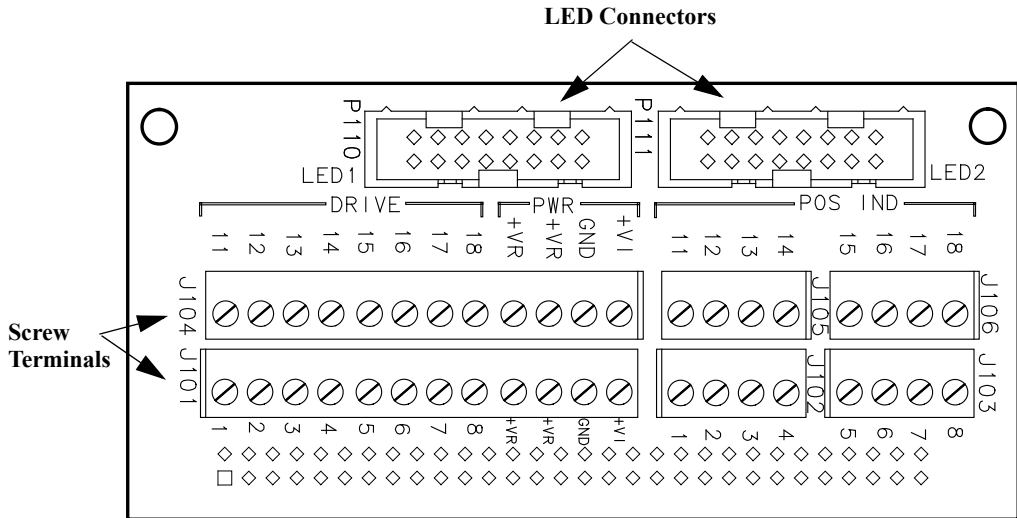 LED Connectors
P110
P111
LED1
LED2
DRIVE
PWR
POS IND
11 12 13 14 15 16 17 18 +VR +VR GND +VI 11 12 13 14 15 16 17 18
J104
J105
J106
Screw
Terminals
J101
J102
J103
1 2 3 4 5 6 7 8 +VR +VR GND +VI 1 2 3 4 5 6 7 8